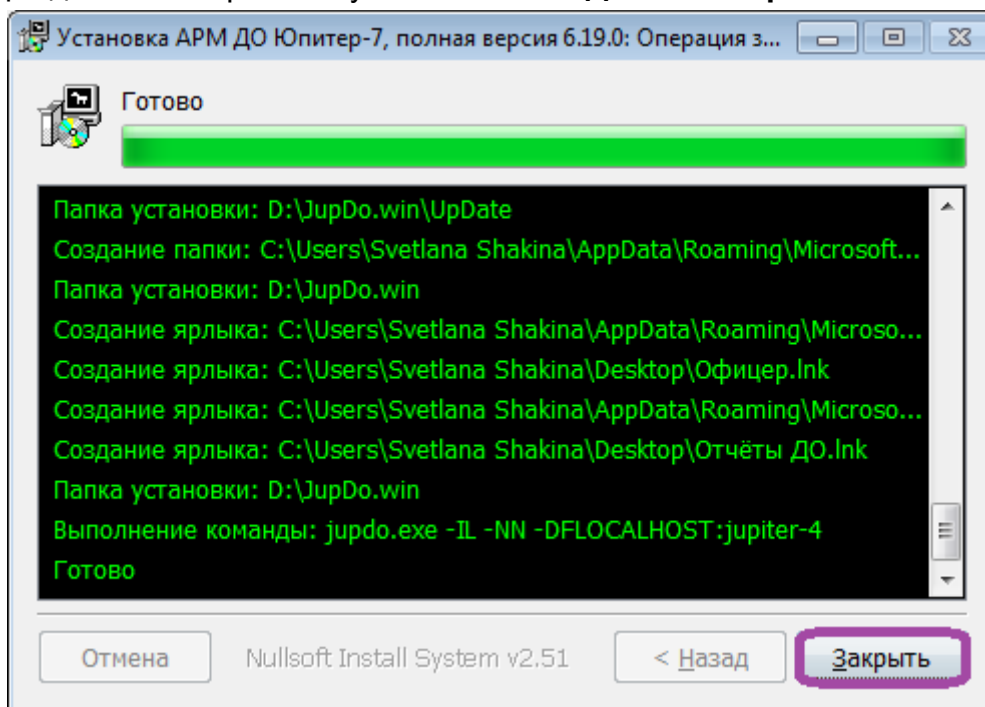 Установка АРМ ДО Юпитер-7, полная версия 6.19.0: Операция з...
Готово
Папка установки: D:\JupDo.win\UpDate
Создание папки: C:\Users\Svetlana Shakina\AppData\Roaming\Microsoft...
Папка установки: D:\JupDo.win
Создание ярлыка: C:\Users\Svetlana Shakina\AppData\Roaming\Microso...
Создание ярлыка: C:\Users\Svetlana Shakina\Desktop\Офицер.lnk
Создание ярлыка: C:\Users\Svetlana Shakina\AppData\Roaming\Microso...
Создание ярлыка: C:\Users\Svetlana Shakina\Desktop\Отчёты ДО.lnk
Папка установки: D:\JupDo.win
Выполнение команды: jupdo.exe -IL -NN -DFLOCALHOST:jupiter-4
Готово
Отмена Nullsoft Install System v2.51 < Назад Закрыть